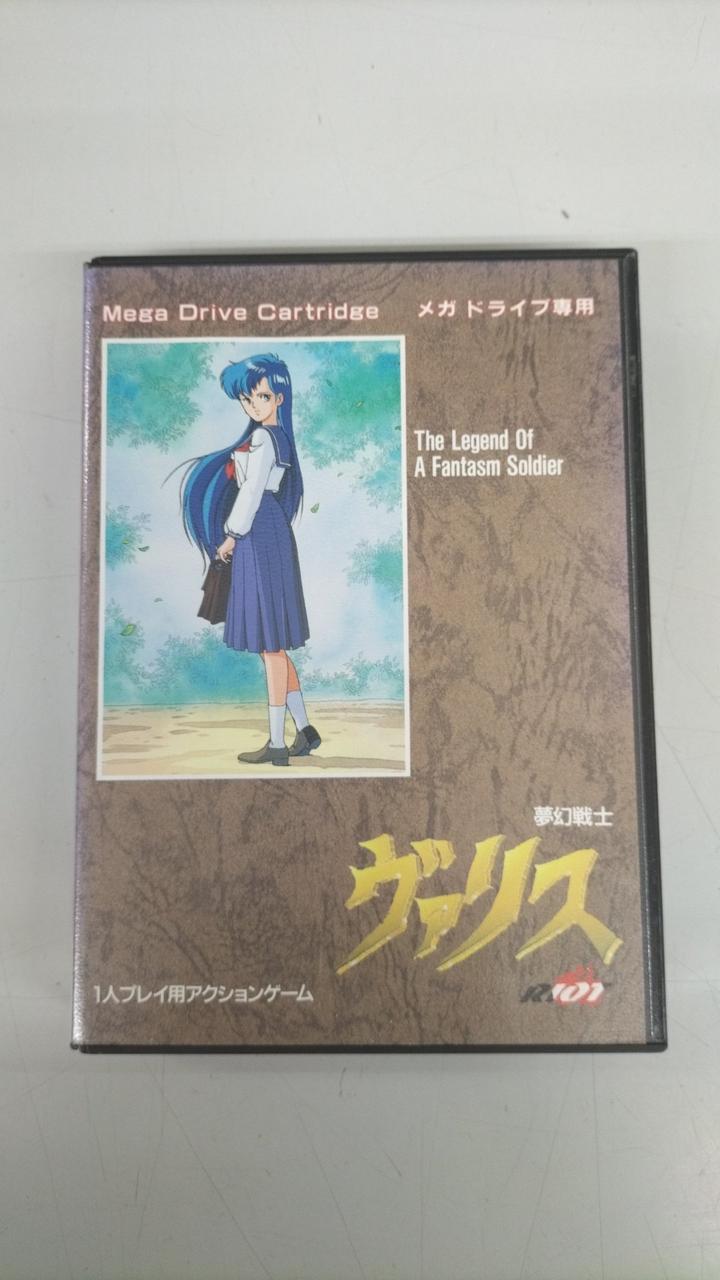 Mega Drive Cartridge メガ ドライブ専用
The Legend Of
A Fantasm Soldier
夢幻戦士
ヴァリス
R101
1人プレイ用アクションゲーム